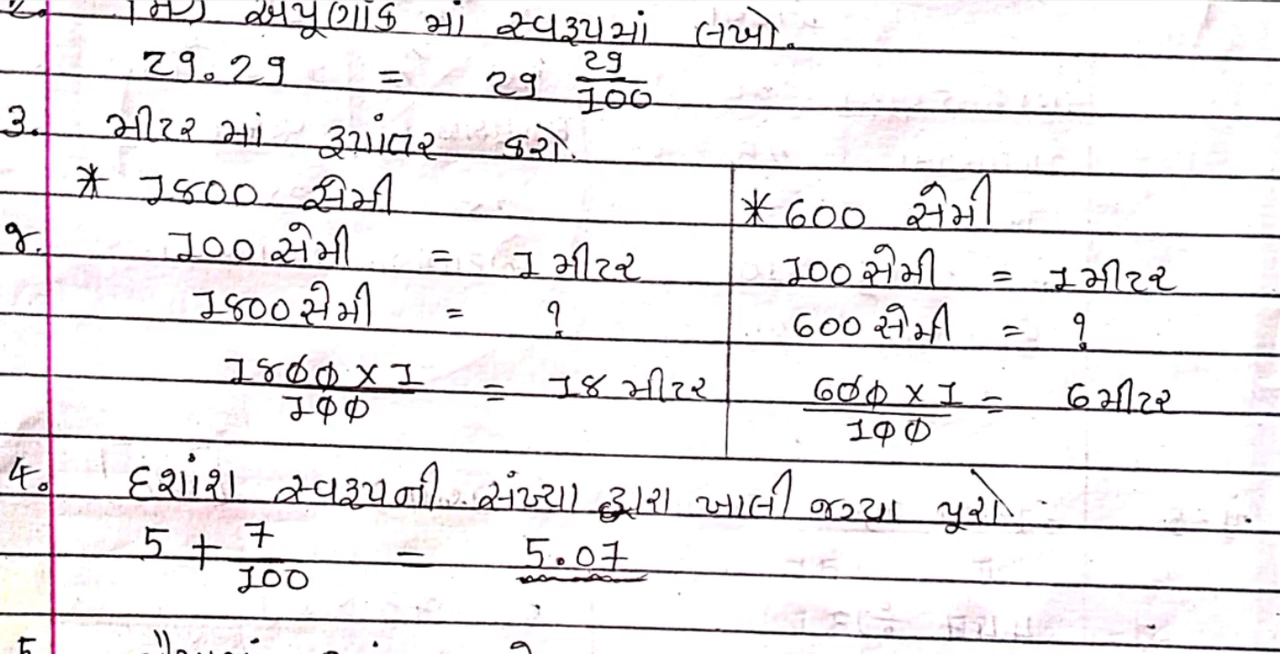 2. મિશ્ર અપૂર્ણાંક માં સ્વરૂપમાં લખો.
29.29 = 29 29/100
3. મીટર માં રૂપાંતર કરો.
* 1800 સેમી
જ. 100 સેમી = 1 મીટર
1800 સેમી = ?
1800 x 1 / 100 = 18 મીટર
* 600 સેમી
100 સેમી = 1 મીટર
600 સેમી = ?
600 x 1 / 100 = 6 મીટર
4. દશાંશ સ્વરૂપની સંખ્યા દ્વારા ખાલી જગ્યા પૂરો.
5 + 7/100 = 5.07
5.